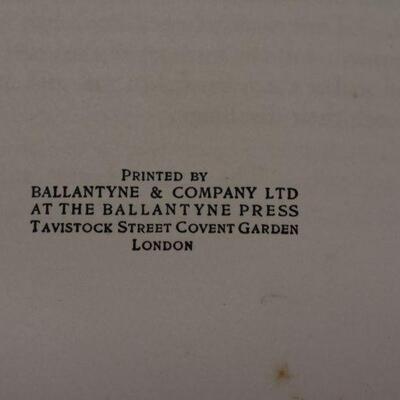 PRINTED BY
BALLANTYNE & COMPANY LTD
AT THE BALLANTYNE PRESS
TAVISTOCK STREET COVENT GARDEN
LONDON